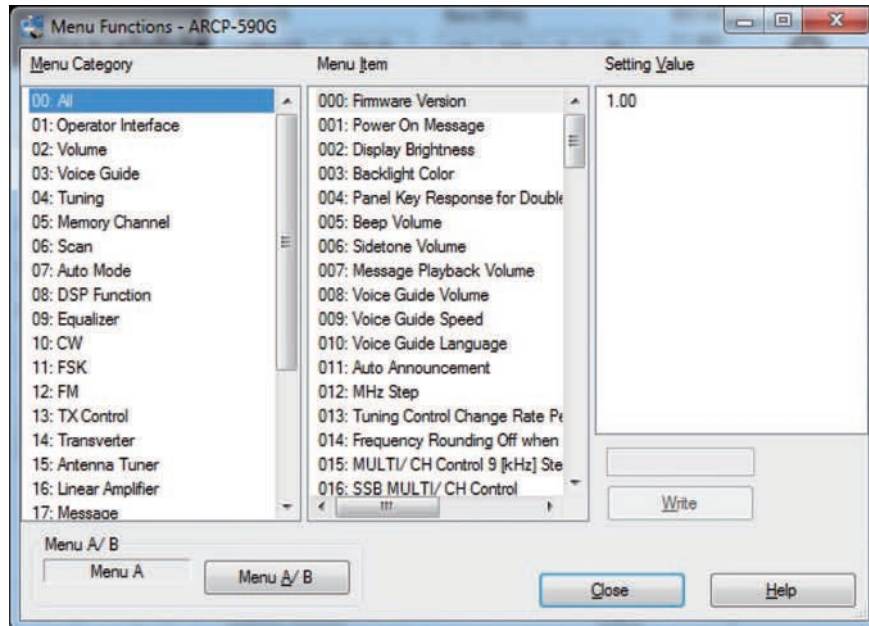 Menu Functions - ARCP-590G
Menu Category
Menu Item
Setting Value
00: All
01: Operator Interface
02: Volume
03: Voice Guide
04: Tuning
05: Memory Channel
06: Scan
07: Auto Mode
08: DSP Function
09: Equalizer
10: CW
11: FSK
12: FM
13: TX Control
14: Transverter
15: Antenna Tuner
16: Linear Amplifier
17: Message
000: Firmware Version
001: Power On Message
002: Display Brightness
003: Backlight Color
004: Panel Key Response for Double
005: Beep Volume
006: Sidetone Volume
007: Message Playback Volume
008: Voice Guide Volume
009: Voice Guide Speed
010: Voice Guide Language
011: Auto Announcement
012: MHz Step
013: Tuning Control Change Rate Pe
014: Frequency Rounding Off when
015: MULTI/ CH Control 9 [kHz] Ste
016: SSB MULTI/ CH Control
1.00
Write
Menu A/ B
Menu A
Menu A/ B
Close
Help